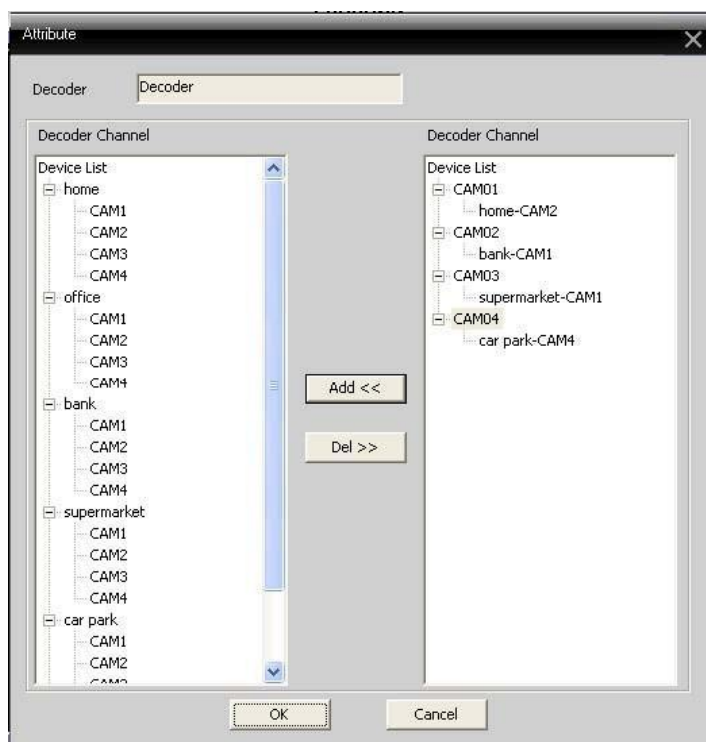 Attribute
Decoder
Decoder
Decoder Channel
Device List
home
CAM1
CAM2
CAM3
CAM4
office
CAM1
CAM2
CAM3
CAM4
bank
CAM1
CAM2
CAM3
CAM4
supermarket
CAM1
CAM2
CAM3
CAM4
car park
CAM1
CAM2
Add <<
Del >>
Decoder Channel
Device List
CAM01
home-CAM2
CAM02
bank-CAM1
CAM03
supermarket-CAM1
CAM04
car park-CAM4
OK
Cancel